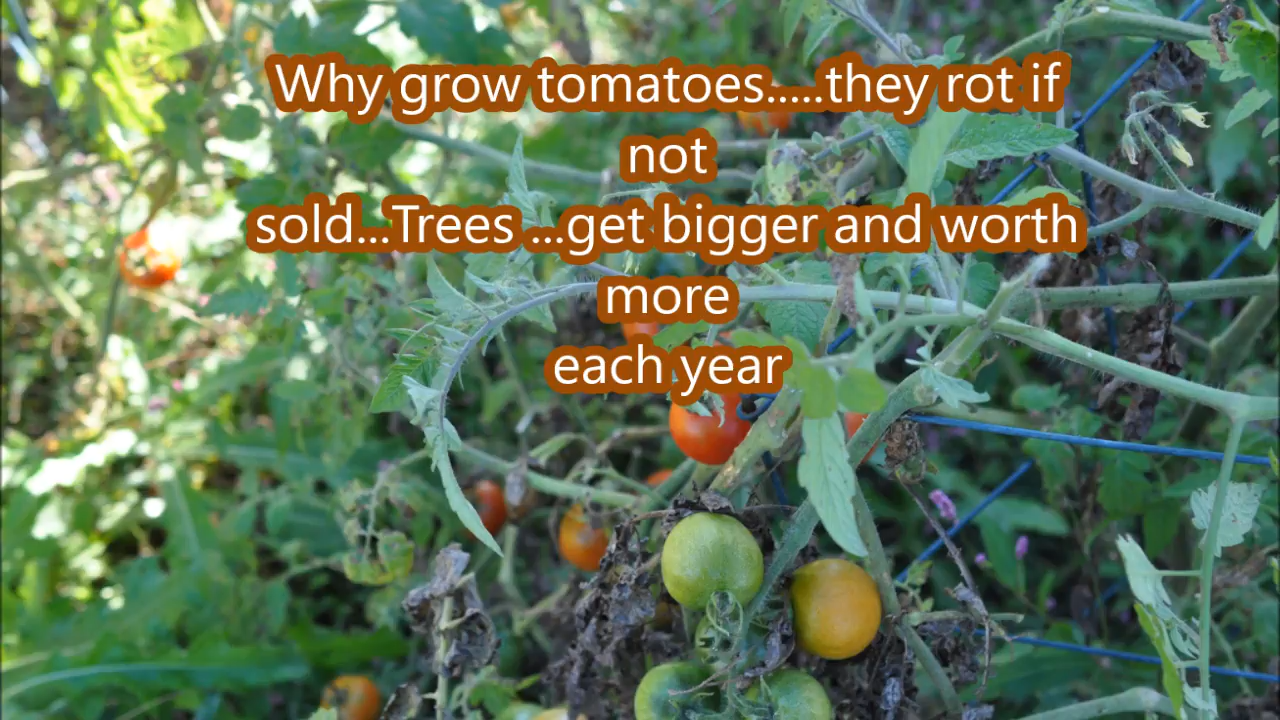 Why grow tomatoes.....they rot if
not
sold...Trees ...get bigger and worth
more
each year